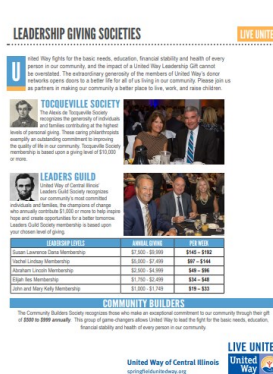 LEADERSHIP GIVING SOCIETIES
LIVE UNITE
United Way fights for the basic needs, education, financial stability and health of every
person in our community, and the impact of a United Way Leadership Gift cannot
be overstated. The extraordinary generosity of the members of United Way's donor
networks opens doors to a better life for all of us living in our community. Please join us
as partners in making our community a better place to live, work, and raise children.
TOCQUEVILLE SOCIETY
The Alexis de Tocqueville Society
recognizes the generosity of individuals
and families contributing at the highest
levels of personal giving. These caring philanthropists
exemplify an outstanding commitment to improving
the quality of life in our community. Tocqueville Society
membership is based upon a giving level of $10,000
or more.
LEADERS GUILD
United Way of Central Illinois'
Leaders Guild Society recognizes
our community's most committed
individuals and families, the champions of change
who annually contribute $1,000 or more to help inspire
hope and create opportunities for a better tomorrow.
Leaders Guild Society membership is based upon
your chosen level of giving.
LEADERSHIP LEVELS ANNUAL GIVING PER WEEK
Susan Lawrence Dana Membership $7,500 - $9,999 $145 – $192
Vachel Lindsay Membership $5,000 - $7,499 $97 – $144
Abraham Lincoln Membership $2,500 - $4,999 $49 – $96
Elijah Iles Membership $1,750 - $2,499 $34 – $48
John and Mary Kelly Membership $1,000 - $1,749 $19 – $33
COMMUNITY BUILDERS
The Community Builders Society recognizes those who make an exceptional commitment to our community through their gift
of $500 to $999 annually. This group of game-changers allows United Way to lead the fight for the basic needs, education,
financial stability and health of every person in our community.
LIVE UNITE
United Way of Central Illinois
springfieldunitedway.org
United
Way